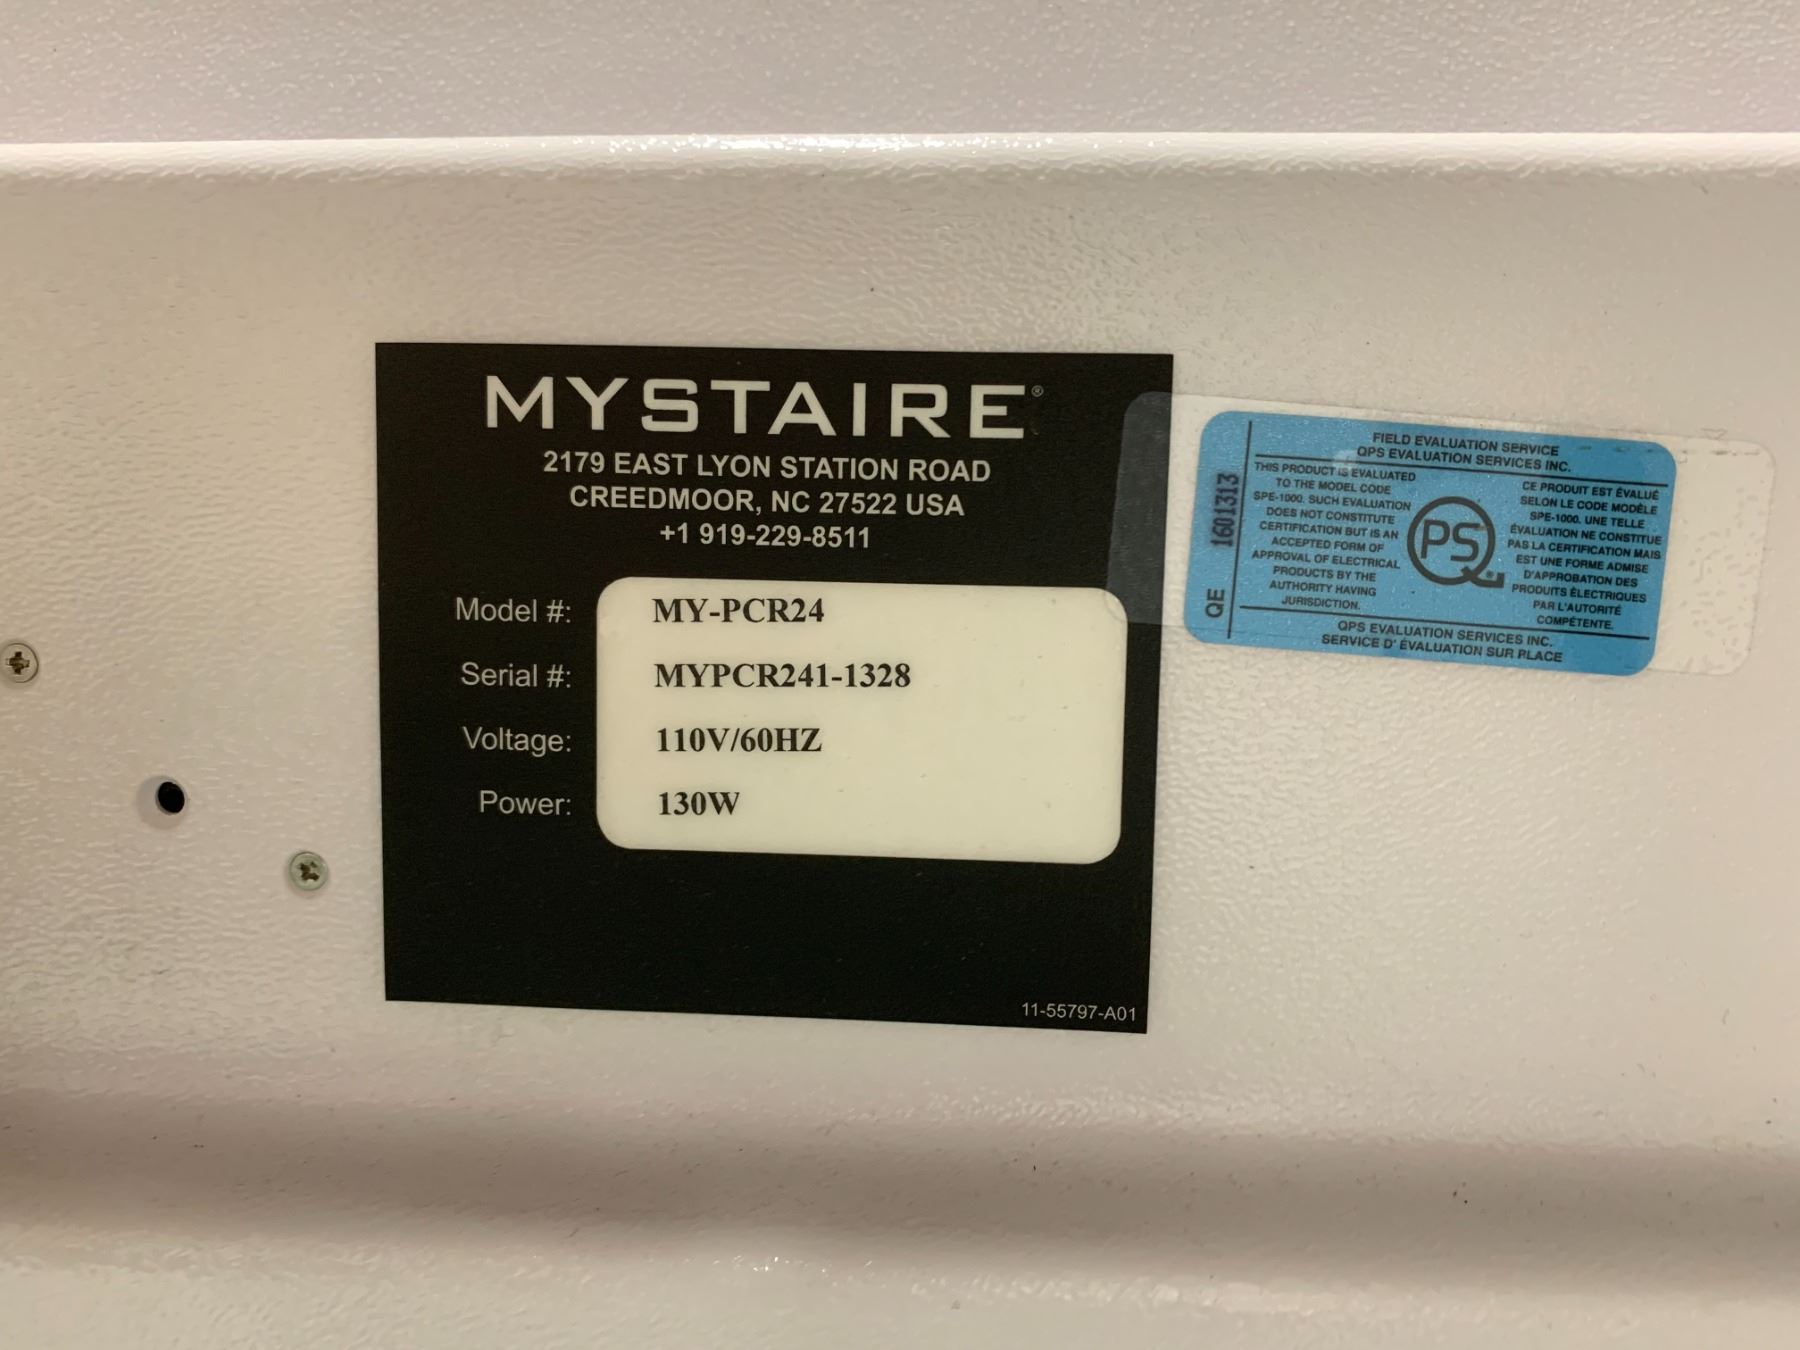 MYSTAIRE®
2179 EAST LYON STATION ROAD
CREEDMOOR, NC 27522 USA
+1 919-229-8511
Model #: MY-PCR24
Serial #: MYPCR241-1328
Voltage: 110V/60HZ
Power: 130W
11-55797-A01
FIELD EVALUATION SERVICE
QPS EVALUATION SERVICES INC.
THIS PRODUCT IS EVALUATED
TO THE MODEL CODE
SPE-1000. SUCH EVALUATION
DOES NOT CONSTITUTE
CERTIFICATION BUT IS AN
ACCEPTED FORM OF
APPROVAL OF ELECTRICAL
PRODUCTS BY THE
AUTHORITY HAVING
JURISDICTION.
QPS
CE PRODUIT EST ÉVALUÉ
SELON LE CODE MODÈLE
SPE-1000. UNE TELLE
ÉVALUATION NE CONSTITUE
PAS LA CERTIFICATION MAIS
EST UNE FORME ADMISE
D'APPROBATION DES
PRODUITS ÉLECTRIQUES
PAR L'AUTORITÉ
COMPÉTENTE.
QPS EVALUATION SERVICES INC.
SERVICE D' ÉVALUATION SUR PLACE
QE 1601313